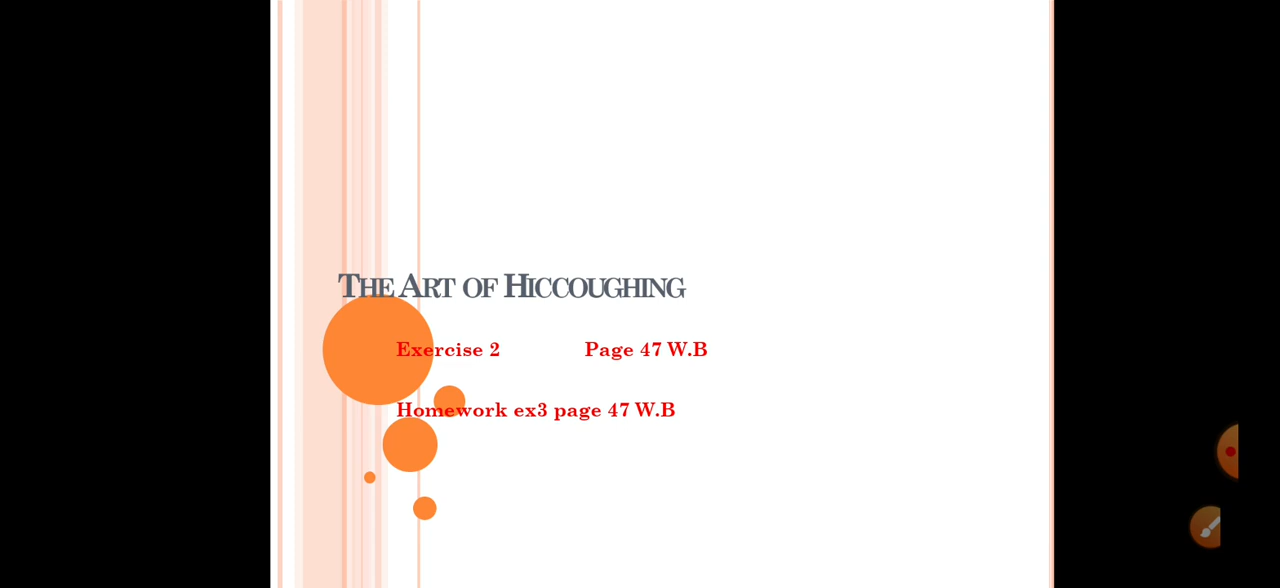 THE ART OF HICCOUGHING
Exercise 2 Page 47 W.B
Homework ex3 page 47 W.B